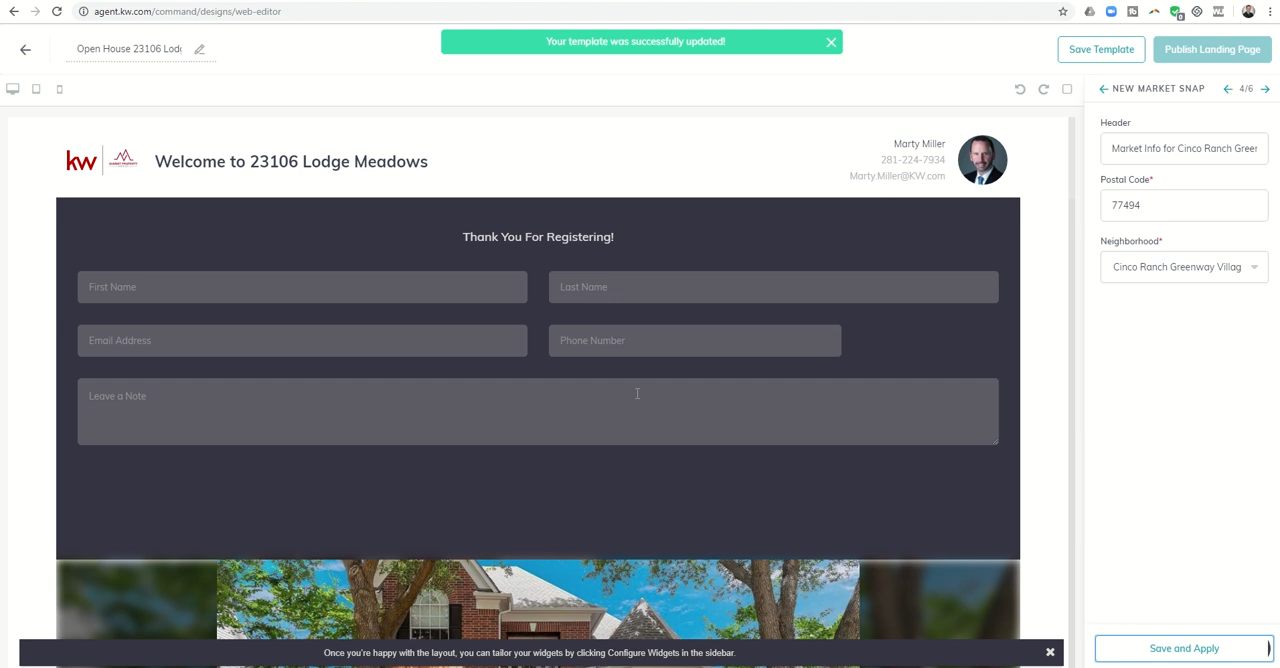 agent.kw.com/command/designs/web-editor
Open House 23106 Lod
Your template was successfully updated!
Save Template
Publish Landing Page
NEW MARKET SNAP
4/6
Header
Market Info for Cinco Ranch Greer
Postal Code*
77494
Neighborhood*
Cinco Ranch Greenway Villag
kw
Welcome to 23106 Lodge Meadows
Marty Miller
281-224-7934
Marty.Miller@KW.com
Thank You For Registering!
First Name
Last Name
Email Address
Phone Number
Leave a Note
Once you're happy with the layout, you can tailor your widgets by clicking Configure Widgets in the sidebar.
Save and Apply